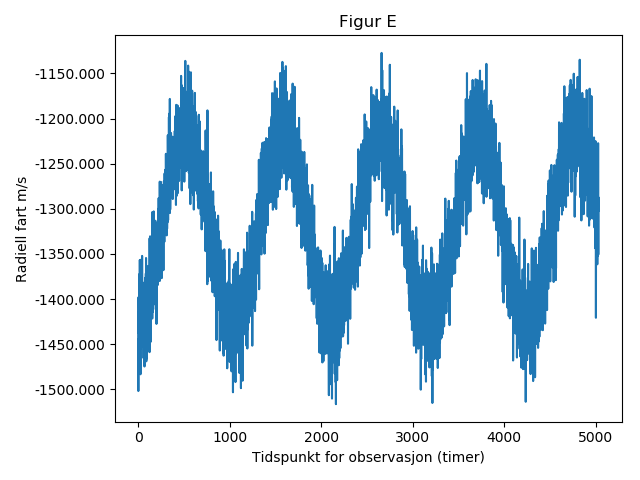 Figur E
-1150.000
-1200.000
-1250.000
-1300.000
-1350.000
-1400.000
-1450.000
-1500.000
Radiell fart m/s
0 1000 2000 3000 4000 5000
Tidspunkt for observasjon (timer)